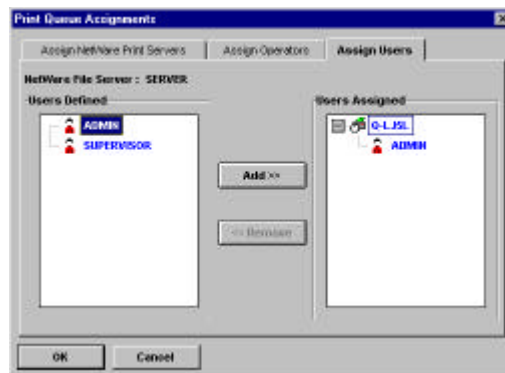 Print Queue Assignments
Assign NetWare Print Servers
Assign Operators
Assign Users
NetWare File Server : SERVER
Users Defined
ADMIN
SUPERVISOR
Add >>
<< Remove
Users Assigned
ADMIN
OK
Cancel